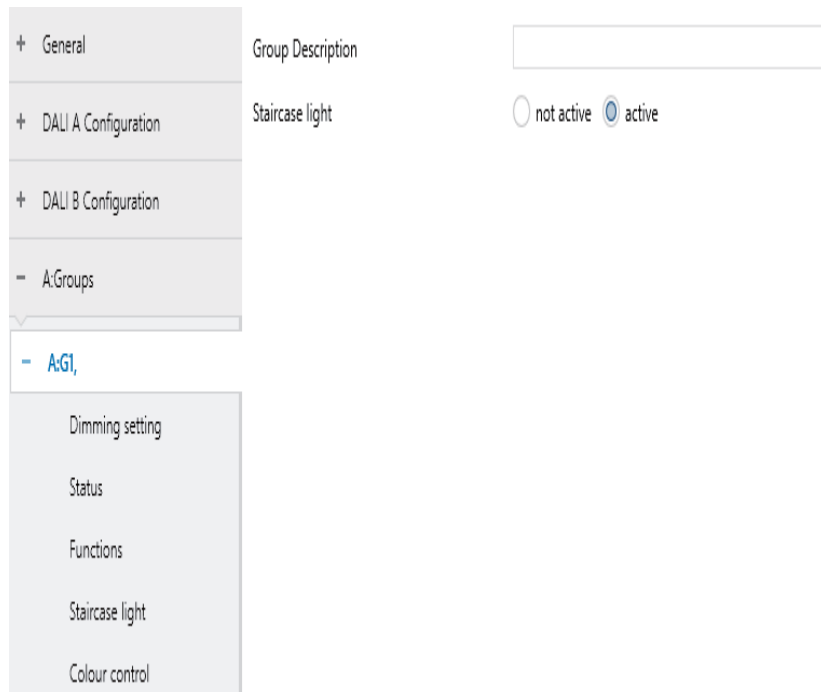 + General
+ DALI A Configuration
+ DALI B Configuration
- A:Groups
- A:G1,
Dimming setting
Status
Functions
Staircase light
Colour control
Group Description
Staircase light not active active